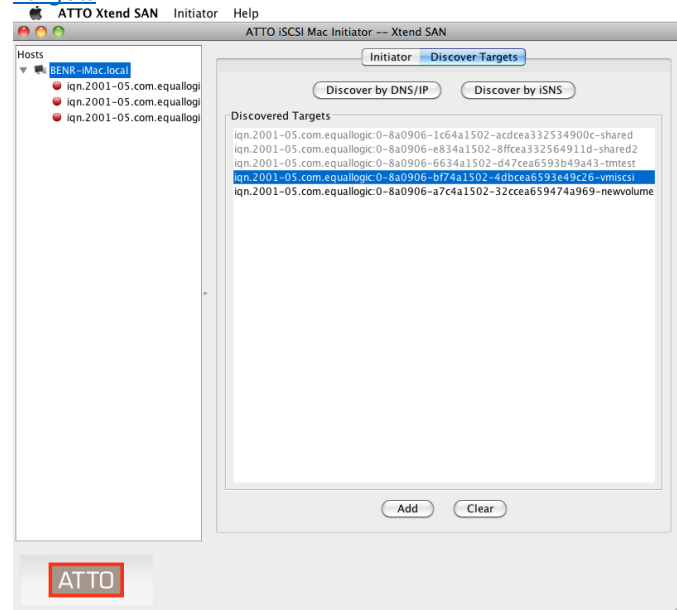 ATTO Xtend SAN Initiator Help
ATTO iSCSI Mac Initiator -- Xtend SAN
Hosts
BENR-iMac.local
iqn.2001-05.com.equallogi
iqn.2001-05.com.equallogi
iqn.2001-05.com.equallogi
Initiator Discover Targets
Discover by DNS/IP Discover by iSNS
Discovered Targets
iqn.2001-05.com.equallogic:0-8a0906-1c64a1502-acdcea332534900c-shared
iqn.2001-05.com.equallogic:0-8a0906-e834a1502-8ffcea332564911d-shared2
iqn.2001-05.com.equallogic:0-8a0906-6634a1502-d47cea6593b49a43-tmtest
iqn.2001-05.com.equallogic:0-8a0906-bf74a1502-4dbcea6593e49c26-vmiscsi
iqn.2001-05.com.equallogic:0-8a0906-a7c4a1502-32ccea659474a969-newvolume
Add Clear
ATTO